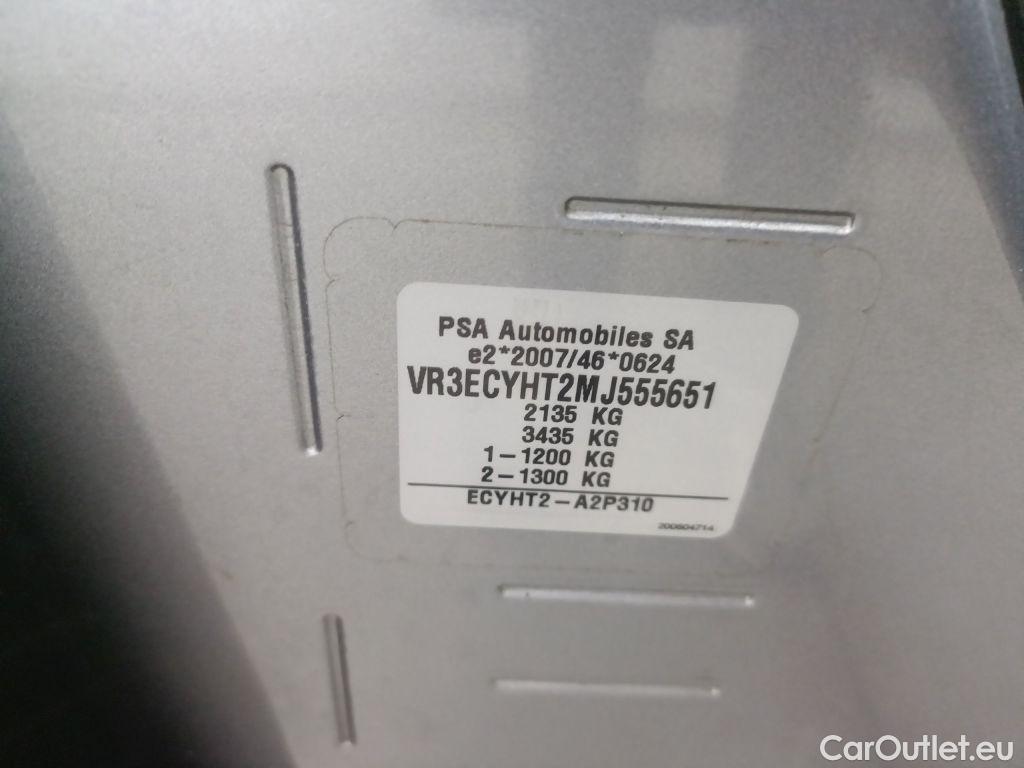 PSA Automobiles SA
e2*2007/46*0624
VR3ECYHT2MJ555651
2135 KG
3435 KG
1-1200 KG
2-1300 KG
ECYHT2-A2P310
200604714
CarOutlet.eu